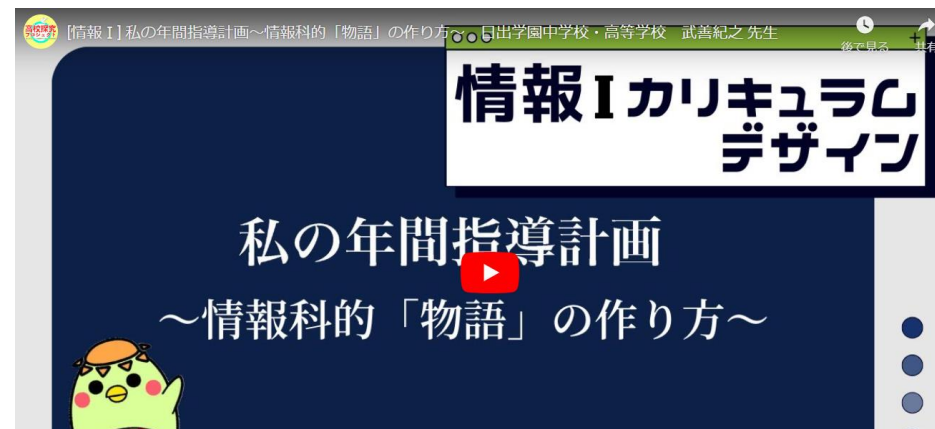 [情報Ⅰ] 私の年間指導計画～情報科的「物語」の作り方～ 日出学園中学校・高等学校 武善紀之 先生
後で見る
共有
情報Ⅰカリキュラム
デザイン
私の年間指導計画
～情報科的「物語」の作り方～